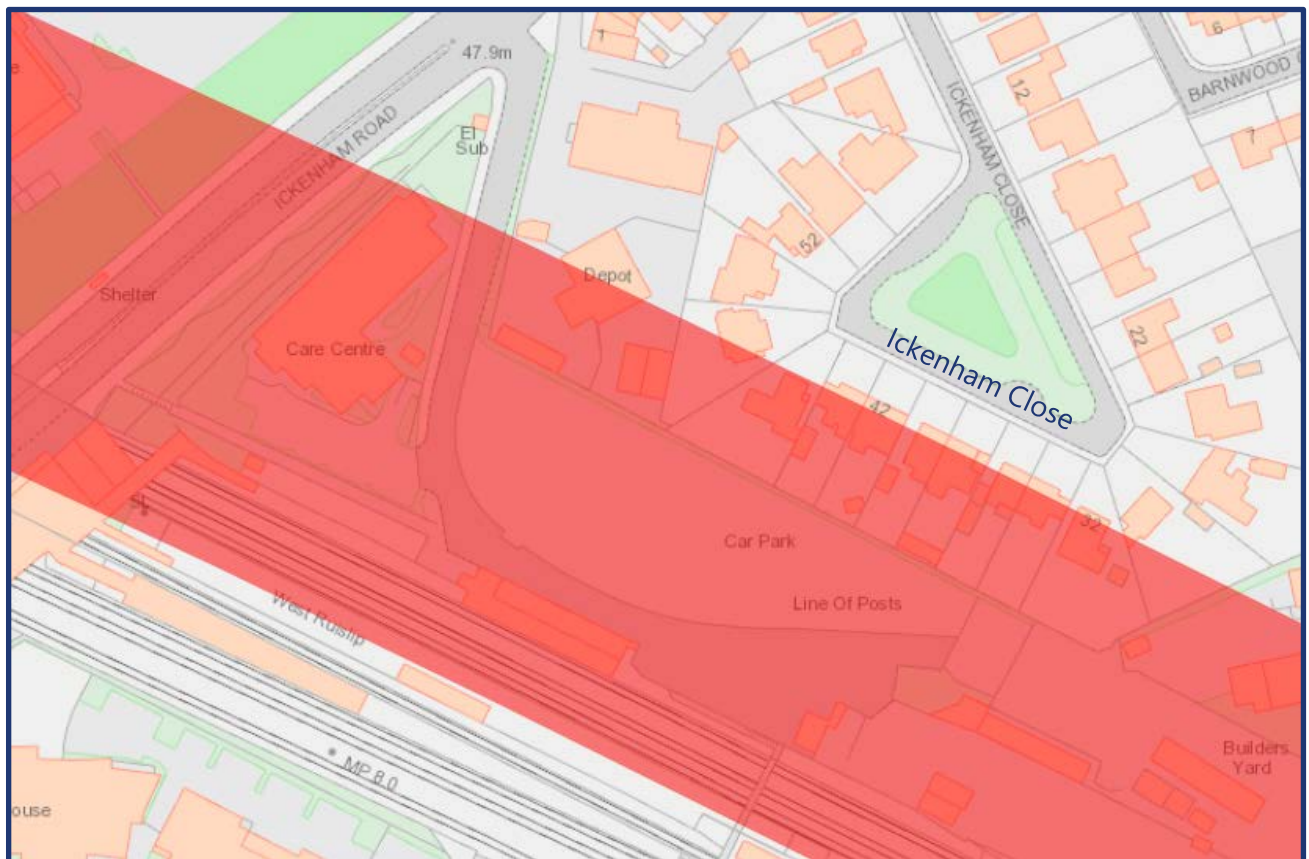 1
6
47.9m
12
BARNWOOD
ICKENHAM ROAD
El
Sub
ICKENHAM CLOSE
7
52
Depot
Shelter
22
Care Centre
Ickenham Close
42
SL
32
Car Park
Line Of Posts
West Ruislip
Builders
Yard
MP 8.0
ouse